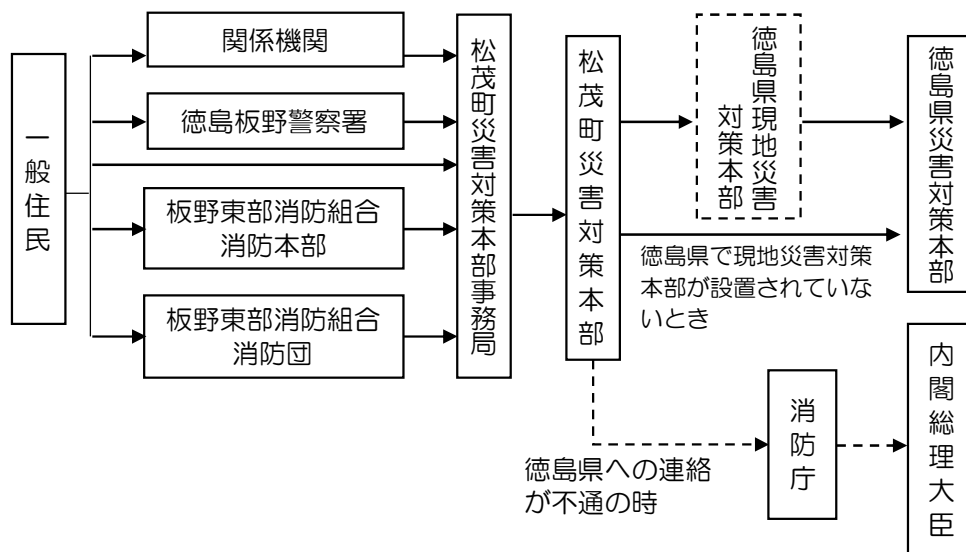 一般住民
関係機関
徳島板野警察署
板野東部消防組合
消防本部
板野東部消防組合
消防団
松茂町災害対策本部事務局
松茂町災害対策本部
徳島県現地災害
対策本部
徳島県で現地災害対策
本部が設置されていな
いとき
徳島県災害対策本部
徳島県への連絡
が不通の時
消防庁
内閣総理大臣